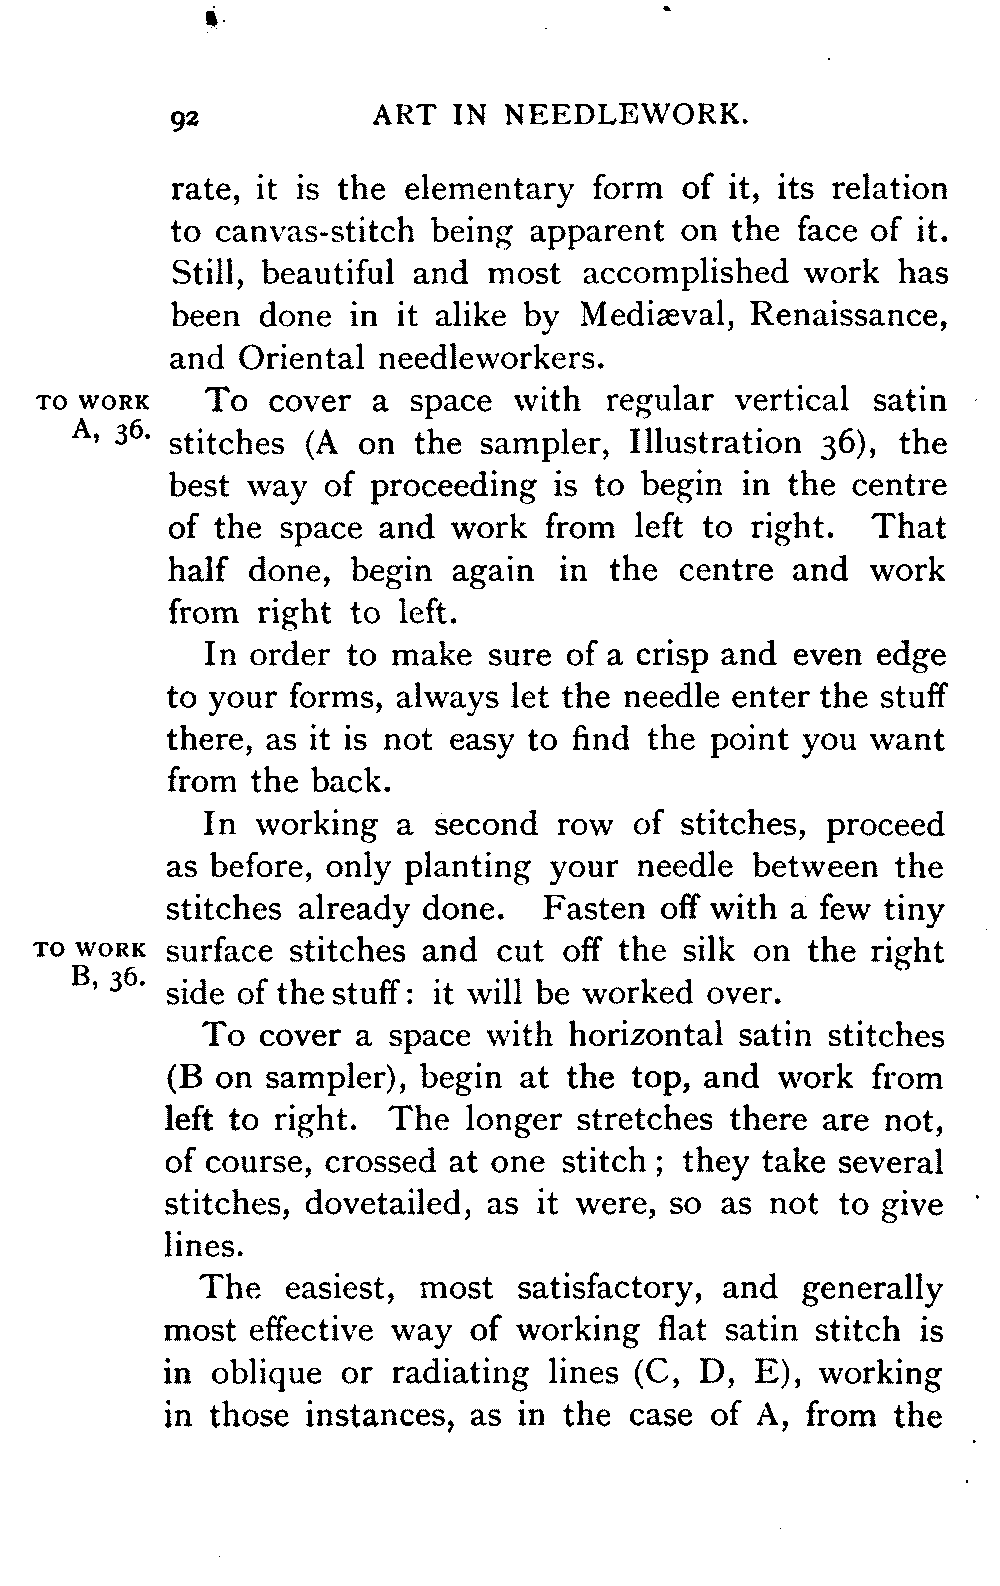 92 ART IN NEEDLEWORK.
rate, it is the elementary form of it, its relation
to canvas-stitch being apparent on the face of it.
Still, beautiful and most accomplished work has
been done in it alike by Mediæval, Renaissance,
and Oriental needleworkers.
TO WORK
A, 36.
To cover a space with regular vertical satin
stitches (A on the sampler, Illustration 36), the
best way of proceeding is to begin in the centre
of the space and work from left to right. That
half done, begin again in the centre and work
from right to left.
In order to make sure of a crisp and even edge
to your forms, always let the needle enter the stuff
there, as it is not easy to find the point you want
from the back.
In working a second row of stitches, proceed
as before, only planting your needle between the
stitches already done. Fasten off with a few tiny
surface stitches and cut off the silk on the right
side of the stuff: it will be worked over.
TO WORK
B, 36.
To cover a space with horizontal satin stitches
(B on sampler), begin at the top, and work from
left to right. The longer stretches there are not,
of course, crossed at one stitch; they take several
stitches, dovetailed, as it were, so as not to give
lines.
The easiest, most satisfactory, and generally
most effective way of working flat satin stitch is
in oblique or radiating lines (C, D, E), working
in those instances, as in the case of A, from the